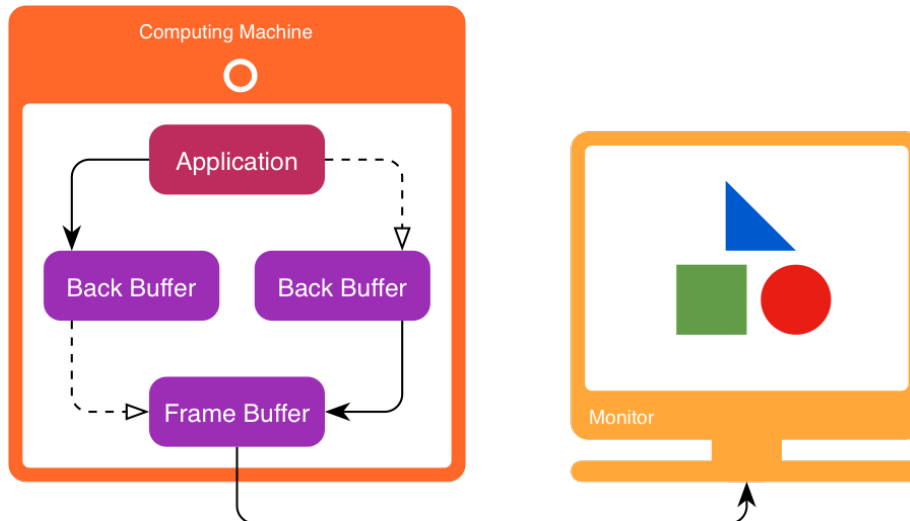 Computing Machine
Application
Back Buffer
Back Buffer
Frame Buffer
Monitor